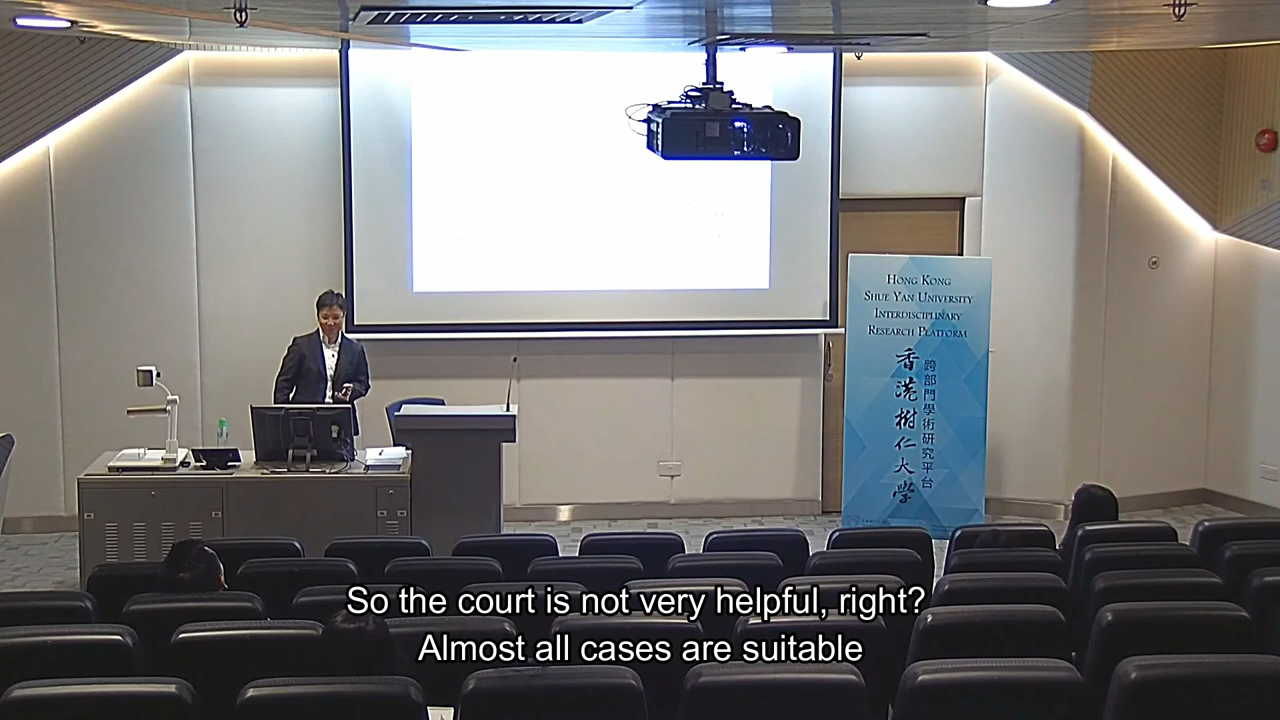 HONG KONG
SHUE YAN UNIVERSITY
INTERDISCIPLINARY
RESEARCH PLATFORM
香港樹仁大學
跨部門學術研究平台
So the court is not very helpful, right?
Almost all cases are suitable